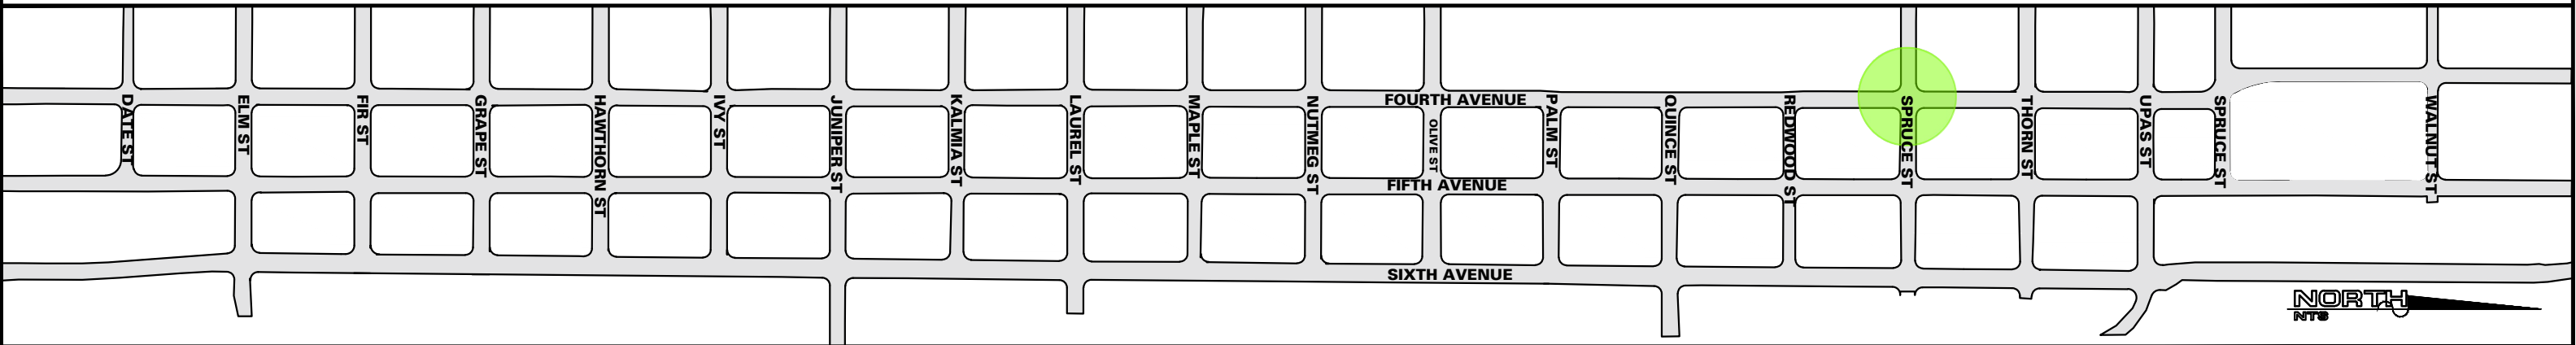 DATE ST
ELM ST
FIR ST
GRAPE ST
HAWTHORN ST
IVY ST
JUNIPER ST
KALMIA ST
LAUREL ST
MAPLE ST
NUTMEG ST
FOURTH AVENUE
OLIVE ST
FIFTH AVENUE
SIXTH AVENUE
PALM ST
QUINCE ST
REDWOOD ST
SPRUCE ST
THORN ST
UPAS ST
SPRUCE ST
WALNUT ST
NORTH
NTS